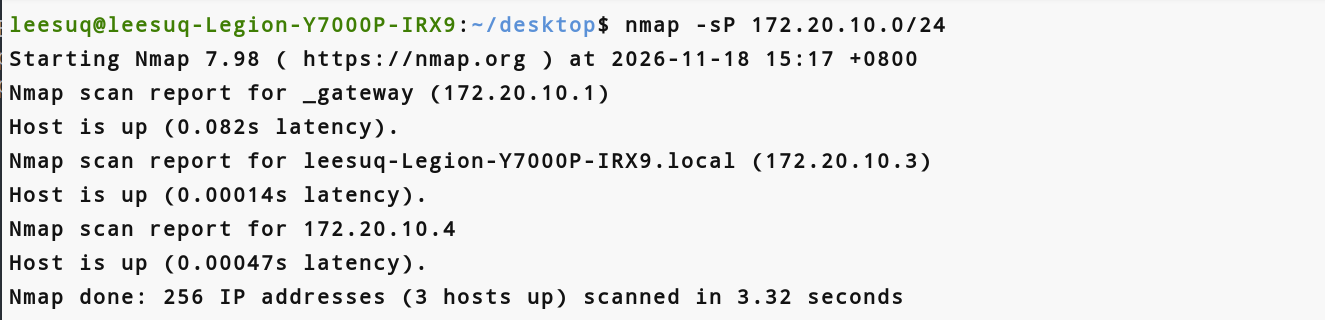 leesuq@leesuq-Legion-Y7000P-IRX9:~/desktop$ nmap -sP 172.20.10.0/24
Starting Nmap 7.98 ( https://nmap.org ) at 2026-11-18 15:17 +0800
Nmap scan report for _gateway (172.20.10.1)
Host is up (0.082s latency).
Nmap scan report for leesuq-Legion-Y7000P-IRX9.local (172.20.10.3)
Host is up (0.00014s latency).
Nmap scan report for 172.20.10.4
Host is up (0.00047s latency).
Nmap done: 256 IP addresses (3 hosts up) scanned in 3.32 seconds